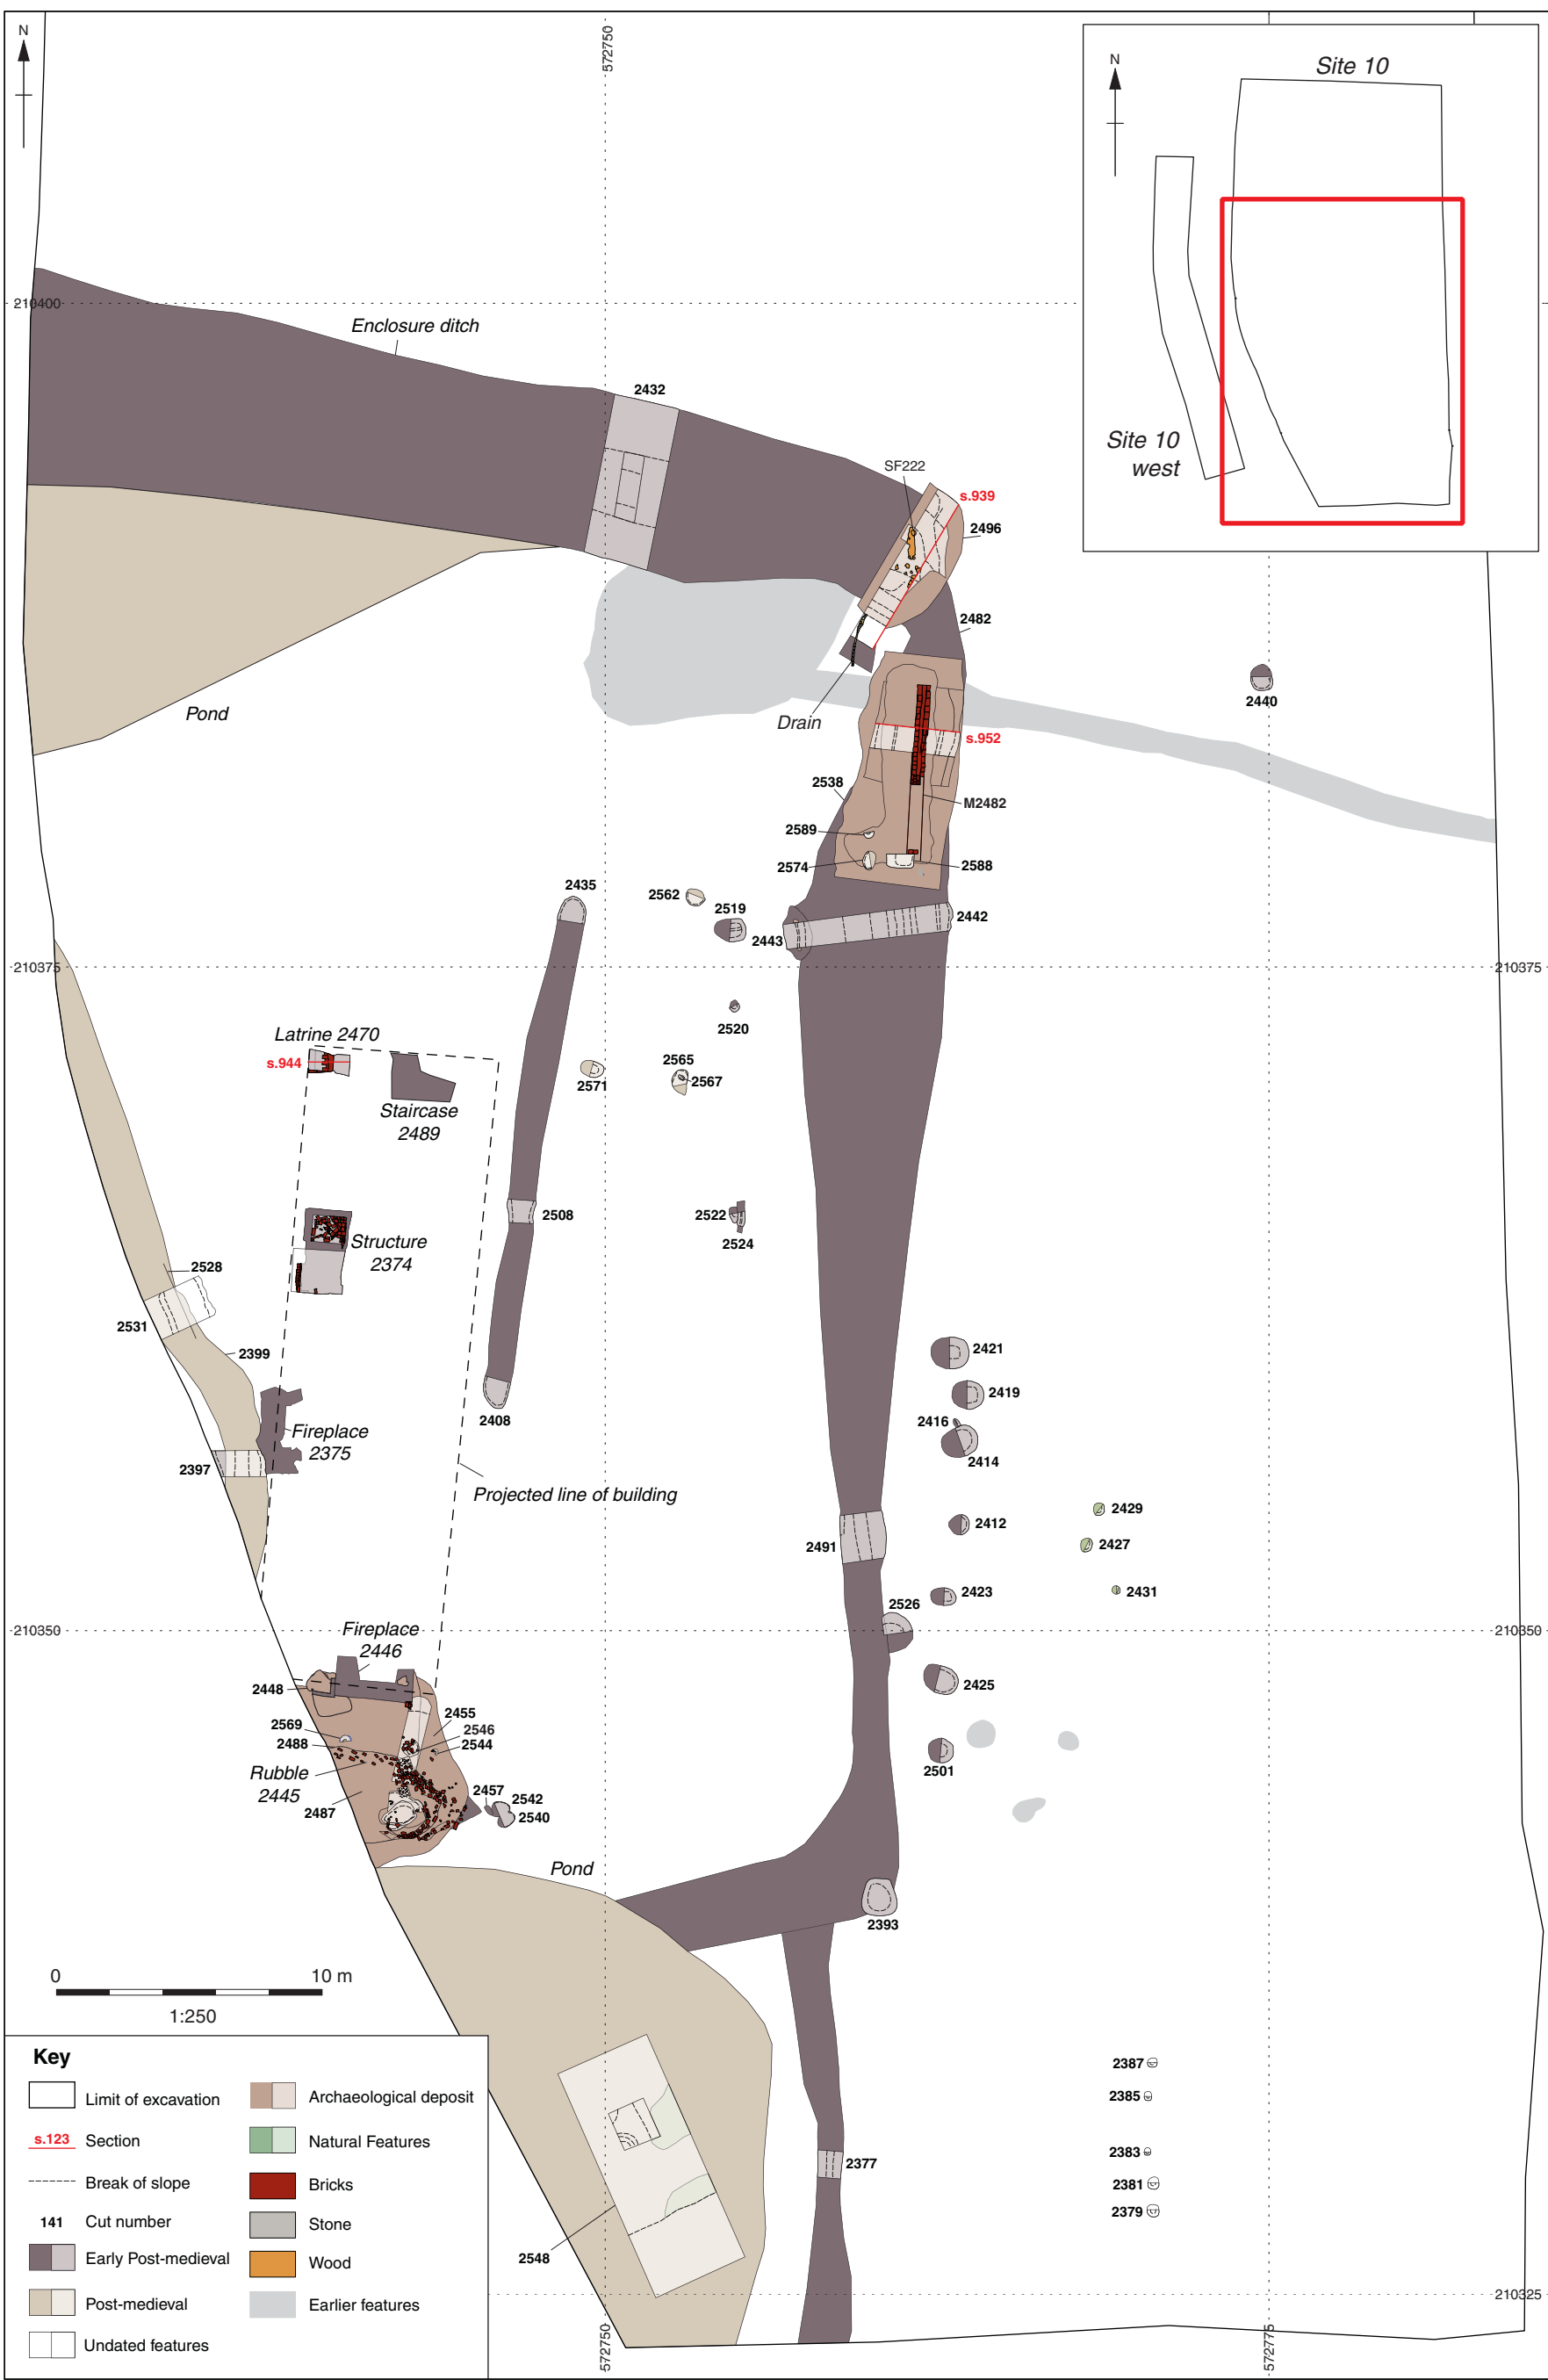 N
572750
N
Site 10
Site 10
west
210400
Enclosure ditch
2432
SF222
s.939
2496
2482
2440
Pond
Drain
s.952
2538
M2482
2589
2574
2588
2435
2562
2519
2443
2442
210375
210375
2520
Latrine 2470
s.944
2571
2565
2567
Staircase
2489
2508
2522
2524
Structure
2374
2528
2531
2399
2421
2419
2416
2414
2408
Fireplace
2375
2397
Projected line of building
2429
2412
2427
2491
2431
2423
2526
210350
210350
Fireplace
2446
2448
2425
2455
2569
2546
2488
2544
2501
Rubble
2445
2457
2542
2487
2540
Pond
2393
0
10 m
1:250
2387
2385
2383
2377
2381
2379
2548
210325
572750
572775
Key
Limit of excavation
s.123
Section
Break of slope
141
Cut number
Early Post-medieval
Post-medieval
Undated features
Archaeological deposit
Natural Features
Bricks
Stone
Wood
Earlier features